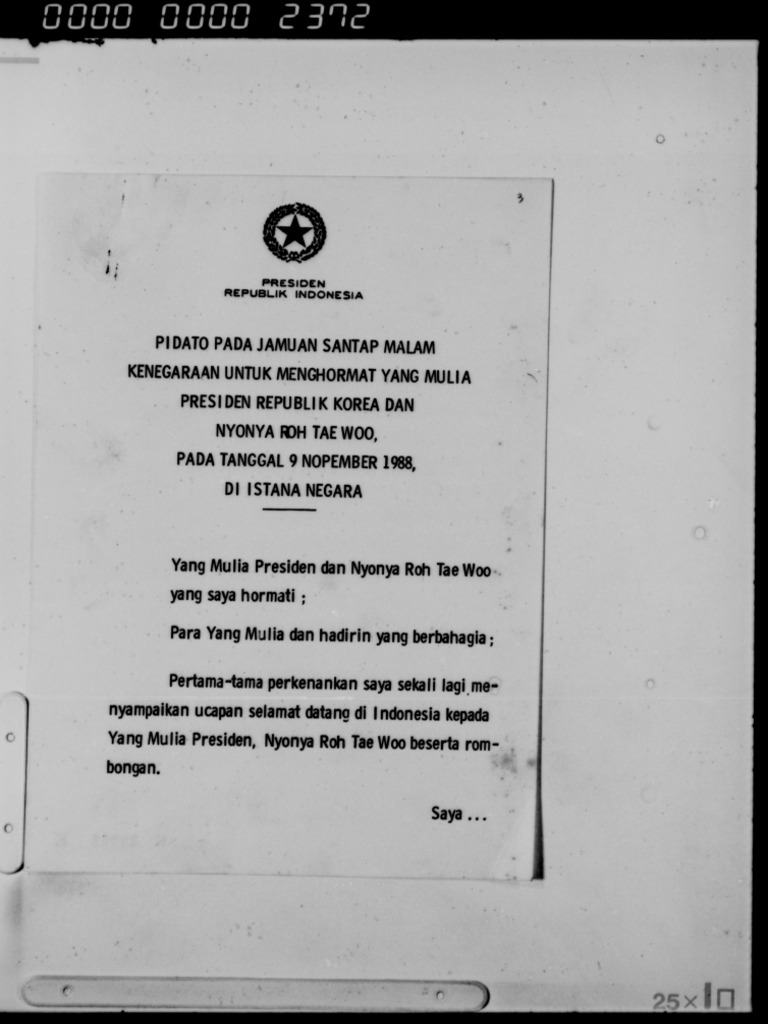 0000 0000 2372
3
PRESIDEN
REPUBLIK INDONESIA
PIDATO PADA JAMUAN SANTAP MALAM
KENEGARAAN UNTUK MENGHORMAT YANG MULIA
PRESIDEN REPUBLIK KOREA DAN
NYONYA ROH TAE WOO,
PADA TANGGAL 9 NOPEMBER 1988,
DI ISTANA NEGARA
Yang Mulia Presiden dan Nyonya Roh Tae Woo
yang saya hormati ;
Para Yang Mulia dan hadirin yang berbahagia ;
Pertama-tama perkenankan saya sekali lagi me-
nyampaikan ucapan selamat datang di Indonesia kepada
Yang Mulia Presiden, Nyonya Roh Tae Woo beserta rom-
bongan.
Saya ...
25×